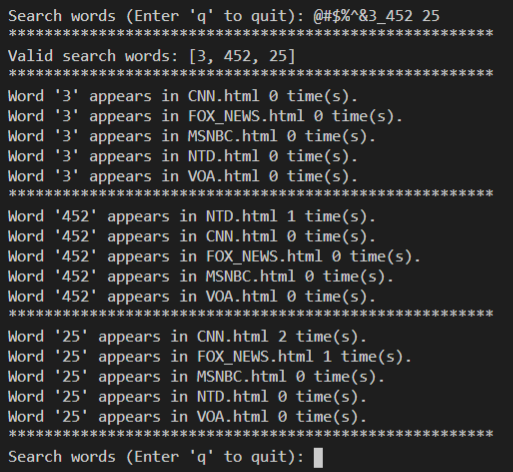 Search words (Enter 'q' to quit): @#$%^&3_452 25
******************************************************
Valid search words: [3, 452, 25]
******************************************************
Word '3' appears in CNN.html 0 time(s).
Word '3' appears in FOX_NEWS.html 0 time(s).
Word '3' appears in MSNBC.html 0 time(s).
Word '3' appears in NTD.html 0 time(s).
Word '3' appears in VOA.html 0 time(s).
******************************************************
Word '452' appears in NTD.html 1 time(s).
Word '452' appears in CNN.html 0 time(s).
Word '452' appears in FOX_NEWS.html 0 time(s).
Word '452' appears in MSNBC.html 0 time(s).
Word '452' appears in VOA.html 0 time(s).
******************************************************
Word '25' appears in CNN.html 2 time(s).
Word '25' appears in FOX_NEWS.html 1 time(s).
Word '25' appears in MSNBC.html 0 time(s).
Word '25' appears in NTD.html 0 time(s).
Word '25' appears in VOA.html 0 time(s).
******************************************************
Search words (Enter 'q' to quit):